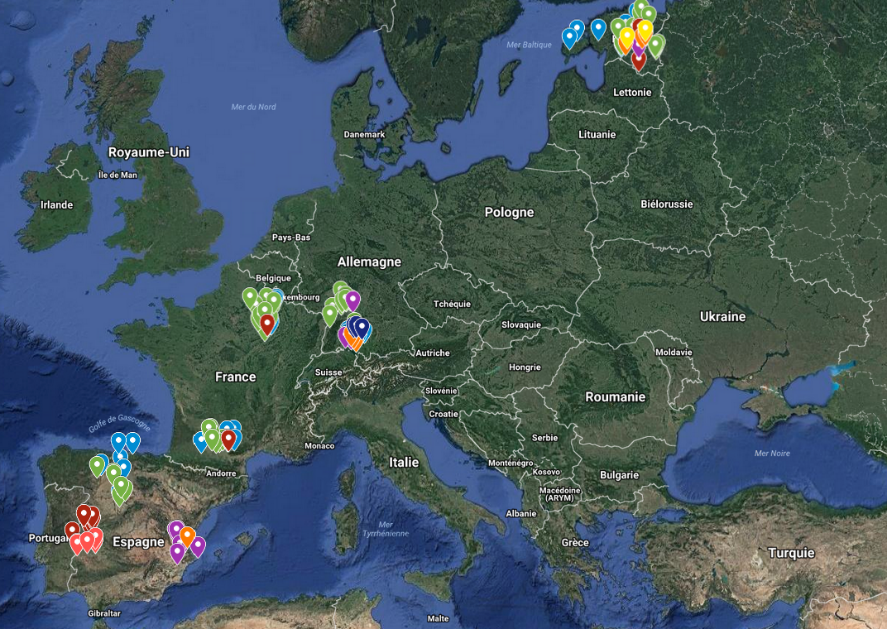 Mer Baltique
Lettonie
Mer du Nord
Danemark
Lituanie
Royaume-Uni
Île de Man
Irlande
Biélorussie
Pologne
Pays-Bas
Allemagne
Belgique
xembourg
Tchéquie
Ukraine
Slovaquie
Autriche
Moldavie
Hongrie
Suisse
France
Slovénie
Roumanie
Croatie
Golfe de Gascogne
Serbie
Monaco
Italie
Mer Noire
Monténégro
Kosovo
Bulgarie
Andorre
Macédoine
(ARYM)
Albanie
Mer
Tyrrhénienne
Portugal
Espagne
Grèce
Turquie
Gibraltar
Malte